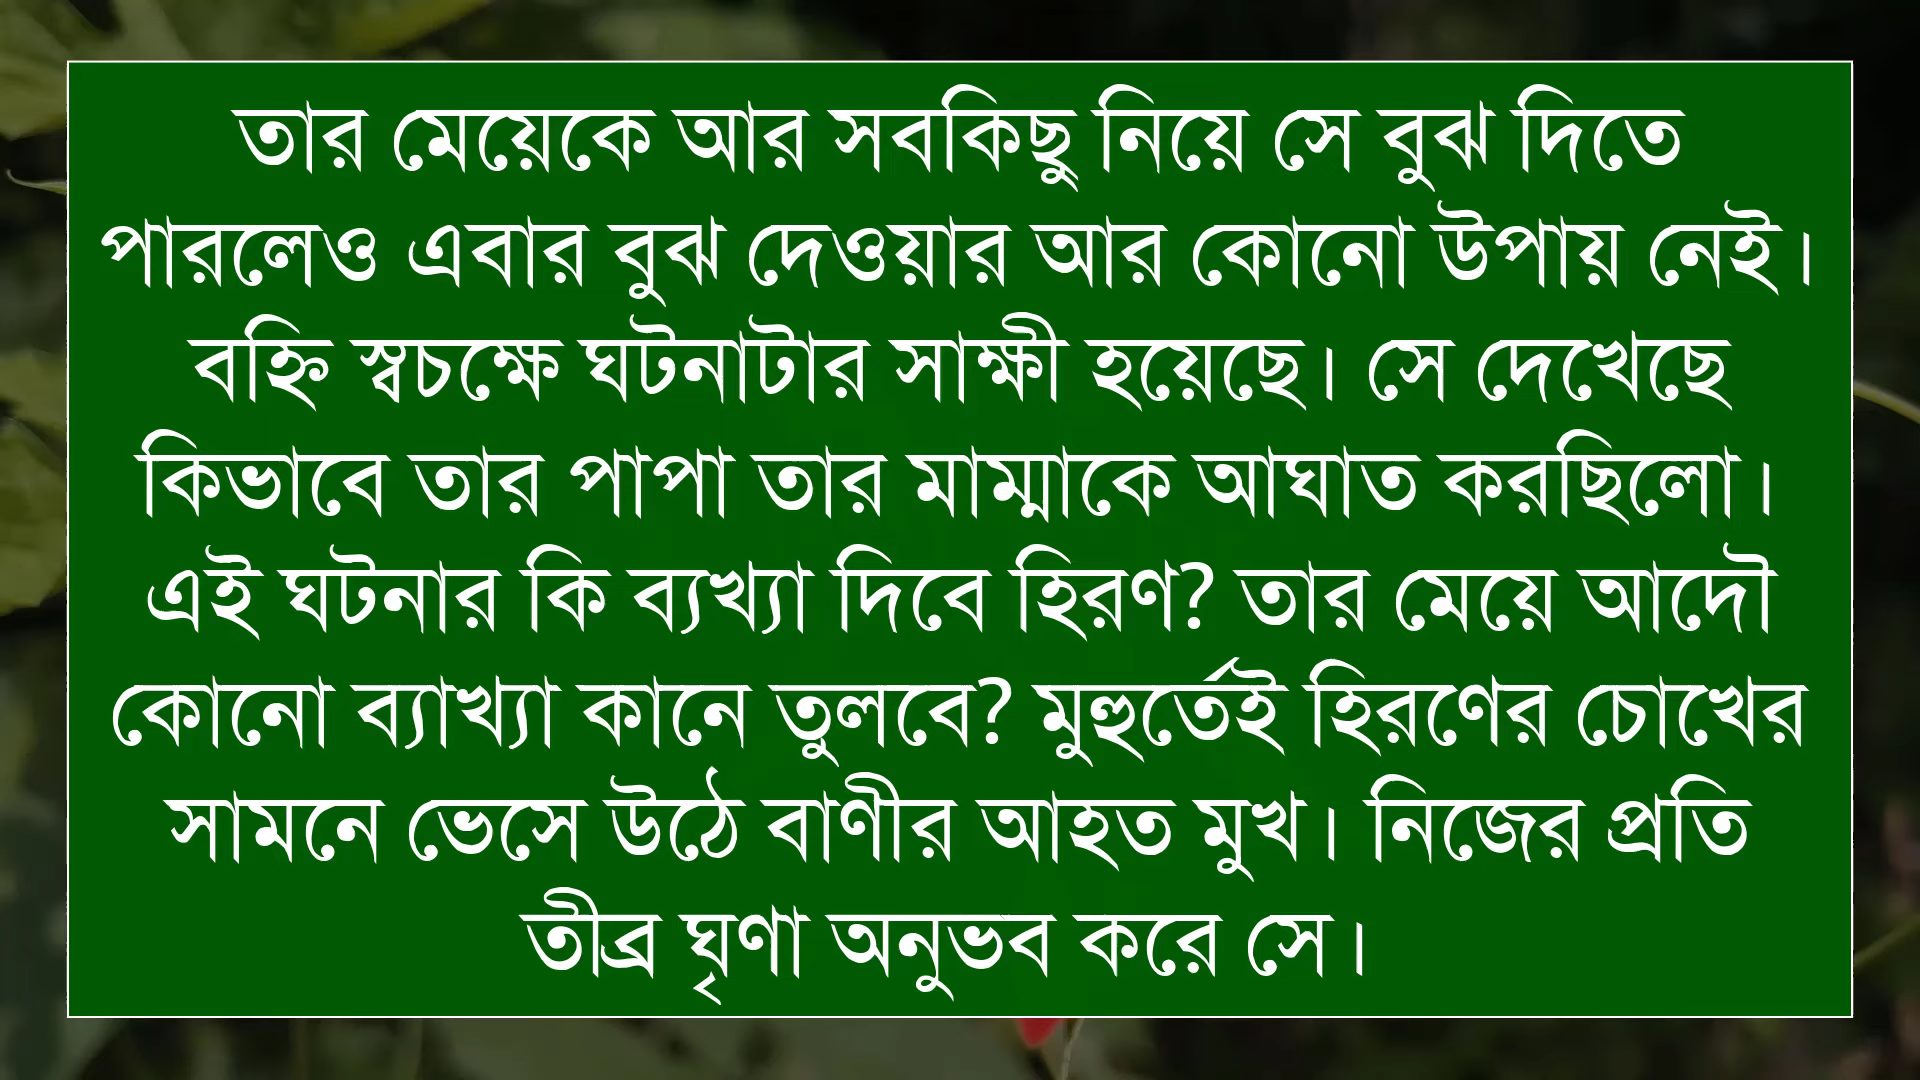 তার মেয়েকে আর সবকিছু নিয়ে সে বুঝ দিতে
পারলেও এবার বুঝ দেওয়ার আর কোনো উপায় নেই।
বহ্নি স্বচক্ষে ঘটনাটার সাক্ষী হয়েছে। সে দেখেছে
কিভাবে তার পাপা তার মাম্মাকে আঘাত করছিলো।
এই ঘটনার কি ব্যখ্যা দিবে হিরণ? তার মেয়ে আদৌ
কোনো ব্যাখ্যা কানে তুলবে? মুহুর্তেই হিরণের চোখের
সামনে ভেসে উঠে বাণীর আহত মুখ। নিজের প্রতি
তীব্র ঘৃণা অনুভব করে সে।